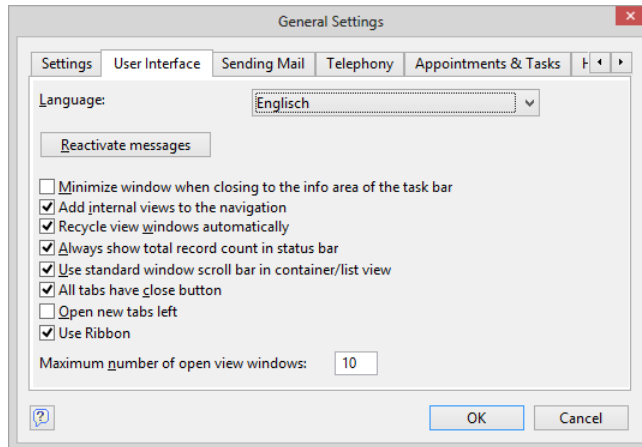 General Settings
Settings User Interface Sending Mail Telephony Appointments & Tasks
Language: Englisch
Reactivate messages
Minimize window when closing to the info area of the task bar
Add internal views to the navigation
Recycle view windows automatically
Always show total record count in status bar
Use standard window scroll bar in container/list view
All tabs have close button
Open new tabs left
Use Ribbon
Maximum number of open view windows: 10
OK Cancel